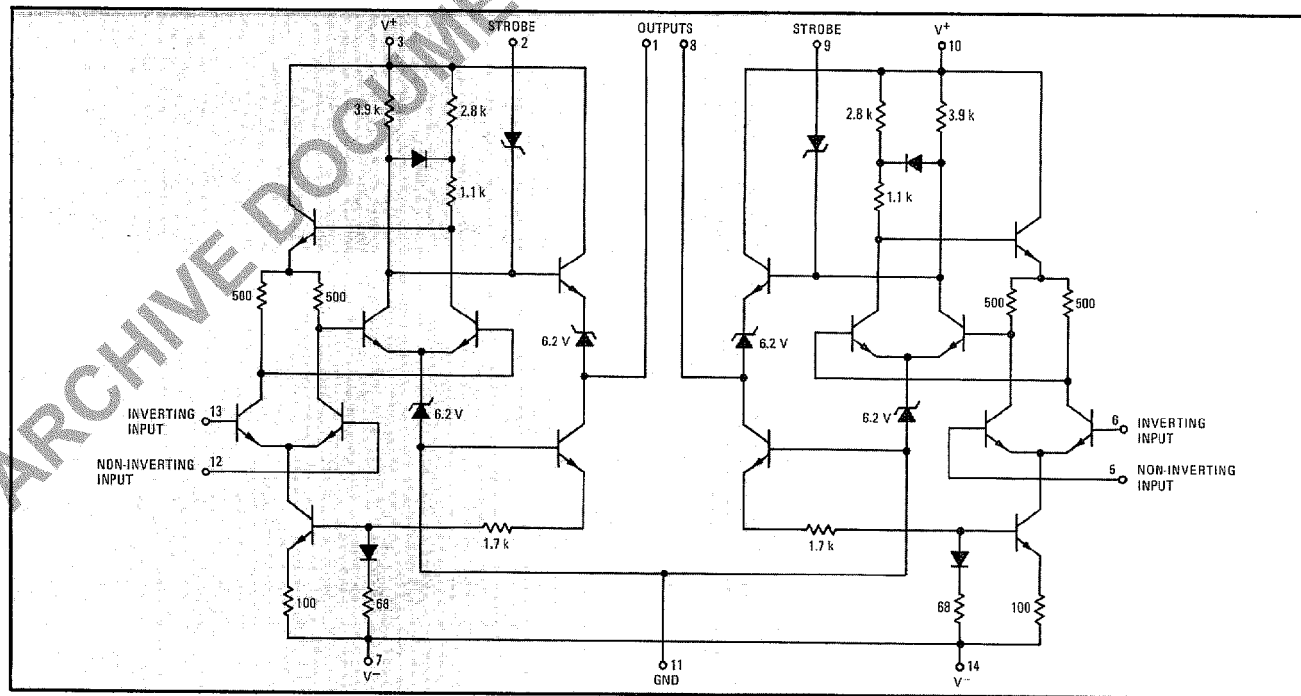 V+
3
STROBE
2
OUTPUTS
1 8
STROBE
9
V+
10
3.9 k
2.8 k
2.8 k
3.9 k
1.1 k
1.1 k
500
500
500
500
6.2 V
6.2 V
6.2 V
6.2 V
INVERTING
INPUT
13
6
INVERTING
INPUT
NON-INVERTING
INPUT
12
5
NON-INVERTING
INPUT
1.7 k
1.7 k
100
68
68
100
7
V−
11
GND
14
V−
ARCHIVE DOCUME